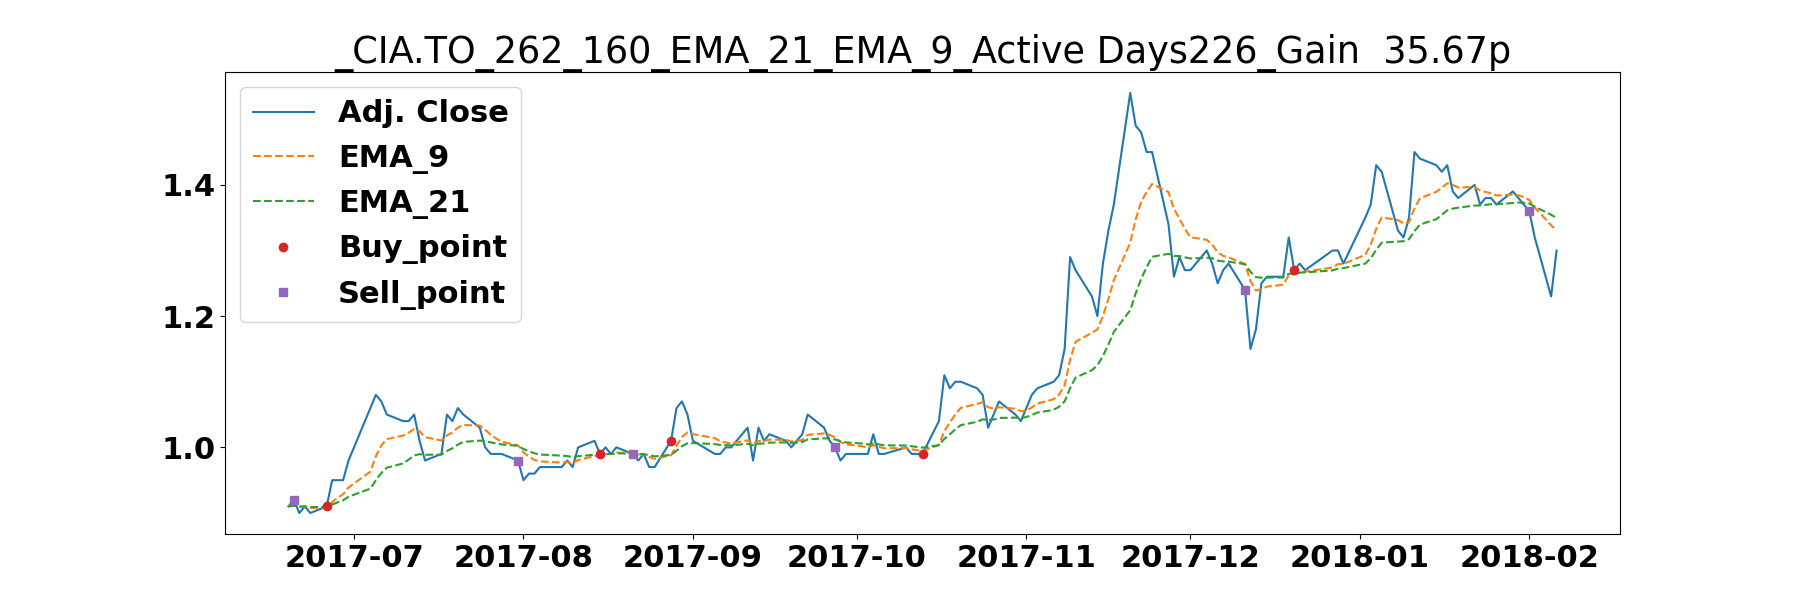 _CIA.TO_262_160_EMA_21_EMA_9_Active Days226_Gain  35.67p
Adj. Close
EMA_9
EMA_21
Buy_point
Sell_point
1.4
1.2
1.0
2017-07 2017-08 2017-09 2017-10 2017-11 2017-12 2018-01 2018-02